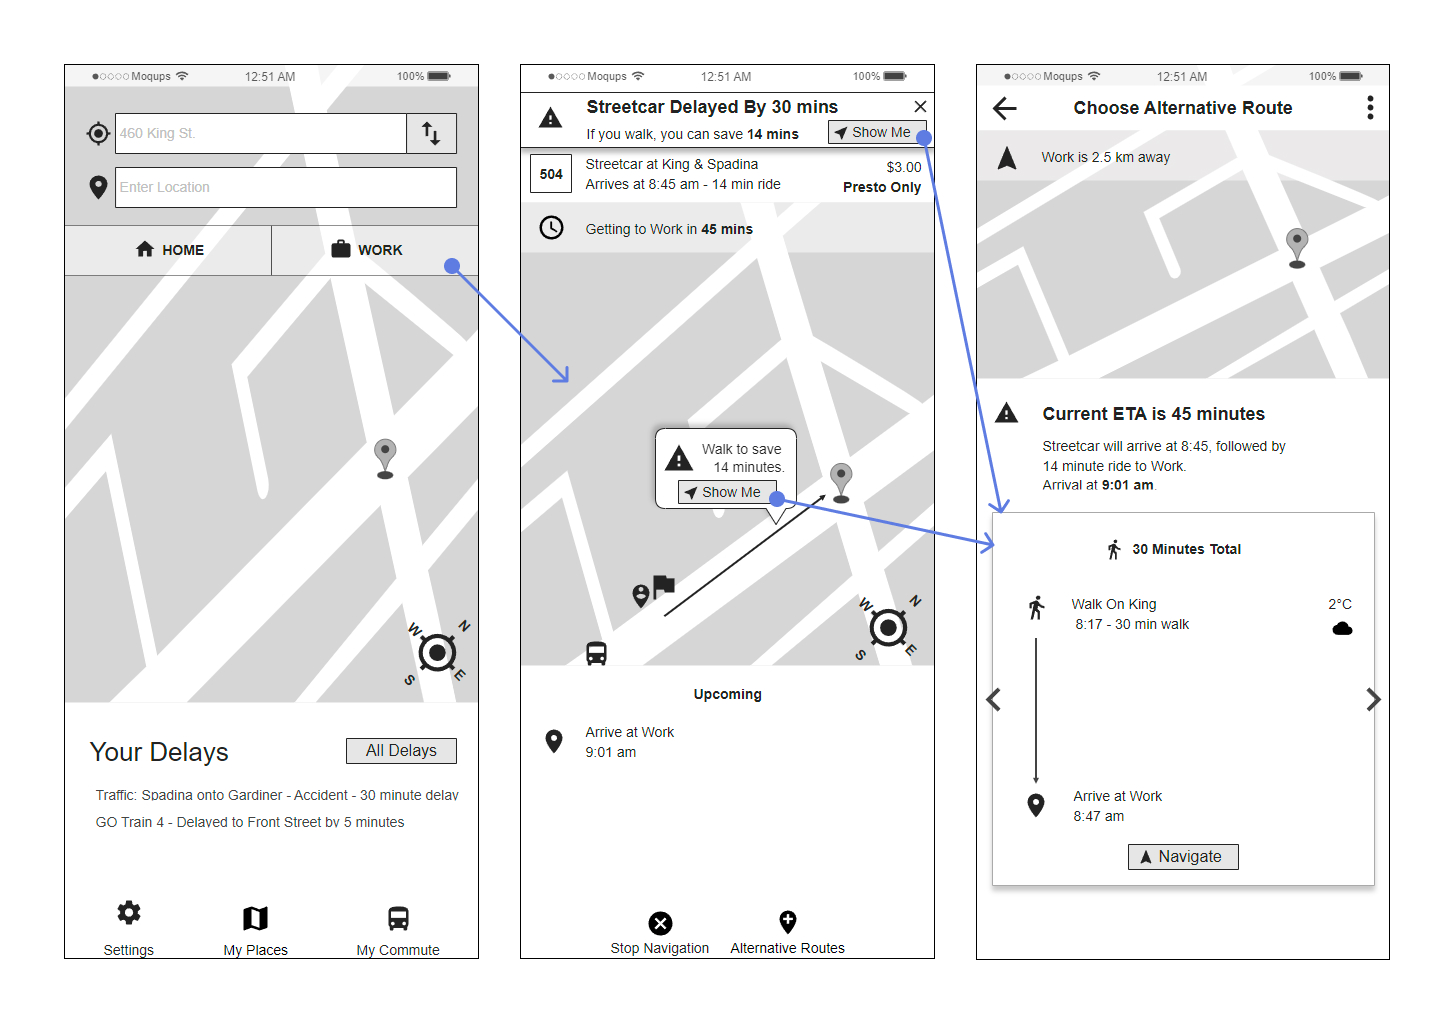 Moqups 12:51 AM 100%
460 King St.
Enter Location
HOME WORK
N
W
E
S
Your Delays All Delays
Traffic: Spadina onto Gardiner - Accident - 30 minute delay
GO Train 4 - Delayed to Front Street by 5 minutes
Settings My Places My Commute
Moqups 12:51 AM 100%
Streetcar Delayed By 30 mins
If you walk, you can save 14 mins Show Me
504
Streetcar at King & Spadina $3.00
Arrives at 8:45 am - 14 min ride Presto Only
Getting to Work in 45 mins
Walk to save
14 minutes.
Show Me
N
W
E
S
Upcoming
Arrive at Work
9:01 am
Stop Navigation Alternative Routes
Moqups 12:51 AM 100%
Choose Alternative Route
Work is 2.5 km away
Current ETA is 45 minutes
Streetcar will arrive at 8:45, followed by
14 minute ride to Work.
Arrival at 9:01 am.
30 Minutes Total
Walk On King 2°C
8:17 - 30 min walk
Arrive at Work
8:47 am
Navigate